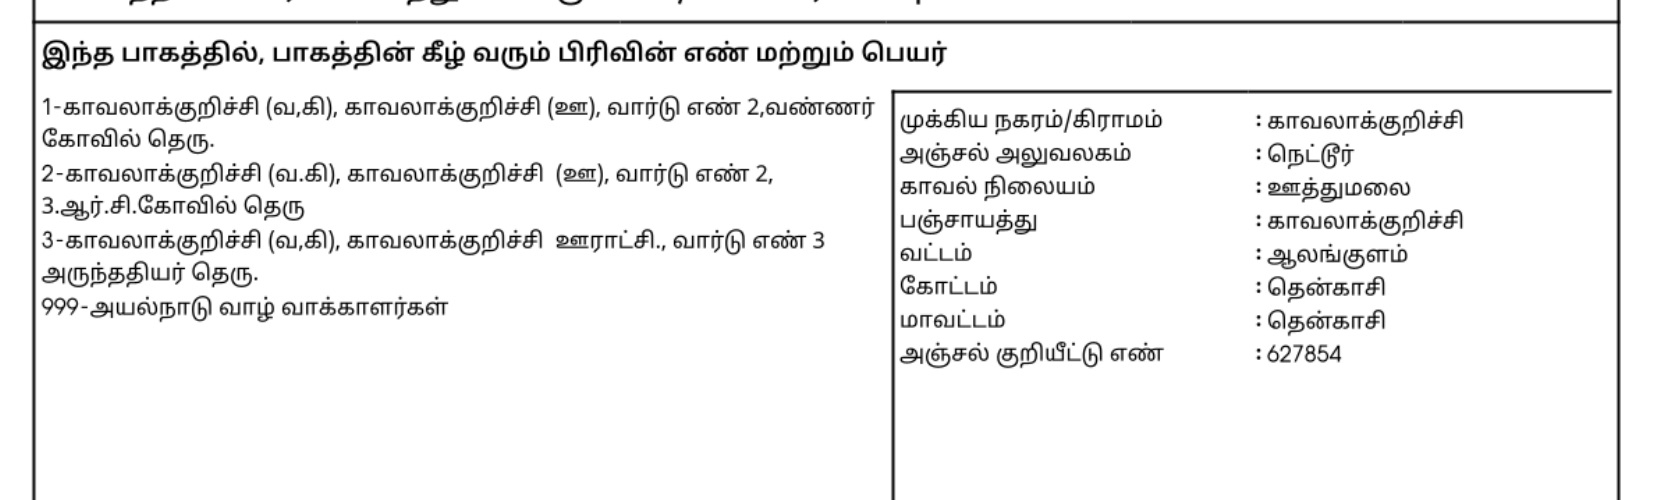 இந்த பாகத்தில், பாகத்தின் கீழ் வரும் பிரிவின் எண் மற்றும் பெயர்
1-காவலாக்குறிச்சி (வ,கி), காவலாக்குறிச்சி (ஊ), வார்டு எண் 2,வண்ணர்
கோவில் தெரு.
2-காவலாக்குறிச்சி (வ.கி), காவலாக்குறிச்சி (ஊ), வார்டு எண் 2,
3.ஆர்.சி.கோவில் தெரு
3-காவலாக்குறிச்சி (வ,கி), காவலாக்குறிச்சி ஊராட்சி., வார்டு எண் 3
அருந்ததியர் தெரு.
999-அயல்நாடு வாழ் வாக்காளர்கள்
முக்கிய நகரம்/கிராமம் : காவலாக்குறிச்சி
அஞ்சல் அலுவலகம் : நெட்டூர்
காவல் நிலையம் : ஊத்துமலை
பஞ்சாயத்து : காவலாக்குறிச்சி
வட்டம் : ஆலங்குளம்
கோட்டம் : தென்காசி
மாவட்டம் : தென்காசி
அஞ்சல் குறியீட்டு எண் : 627854